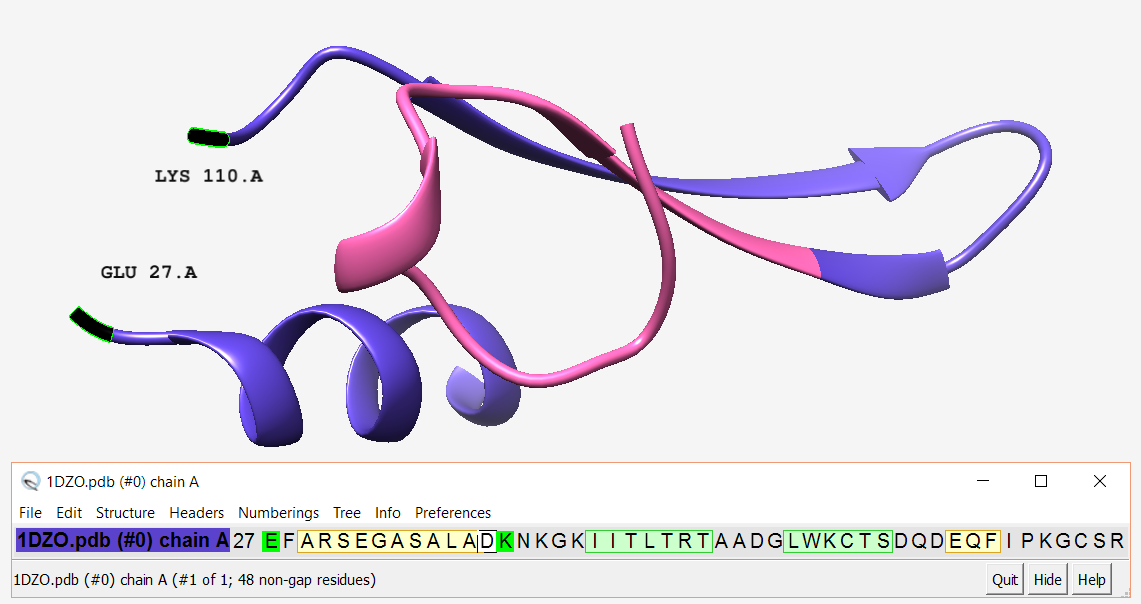 LYS 110.A
GLU 27.A
1DZO.pdb (#0) chain A
File Edit Structure Headers Numberings Tree Info Preferences
1DZO.pdb (#0) chain A 27 E F A R S E G A S A L A D K N K G K I I T L T R T A A D G L W K C T S D Q D E Q F I P K G C S R
1DZO.pdb (#0) chain A (#1 of 1; 48 non-gap residues) Quit Hide Help